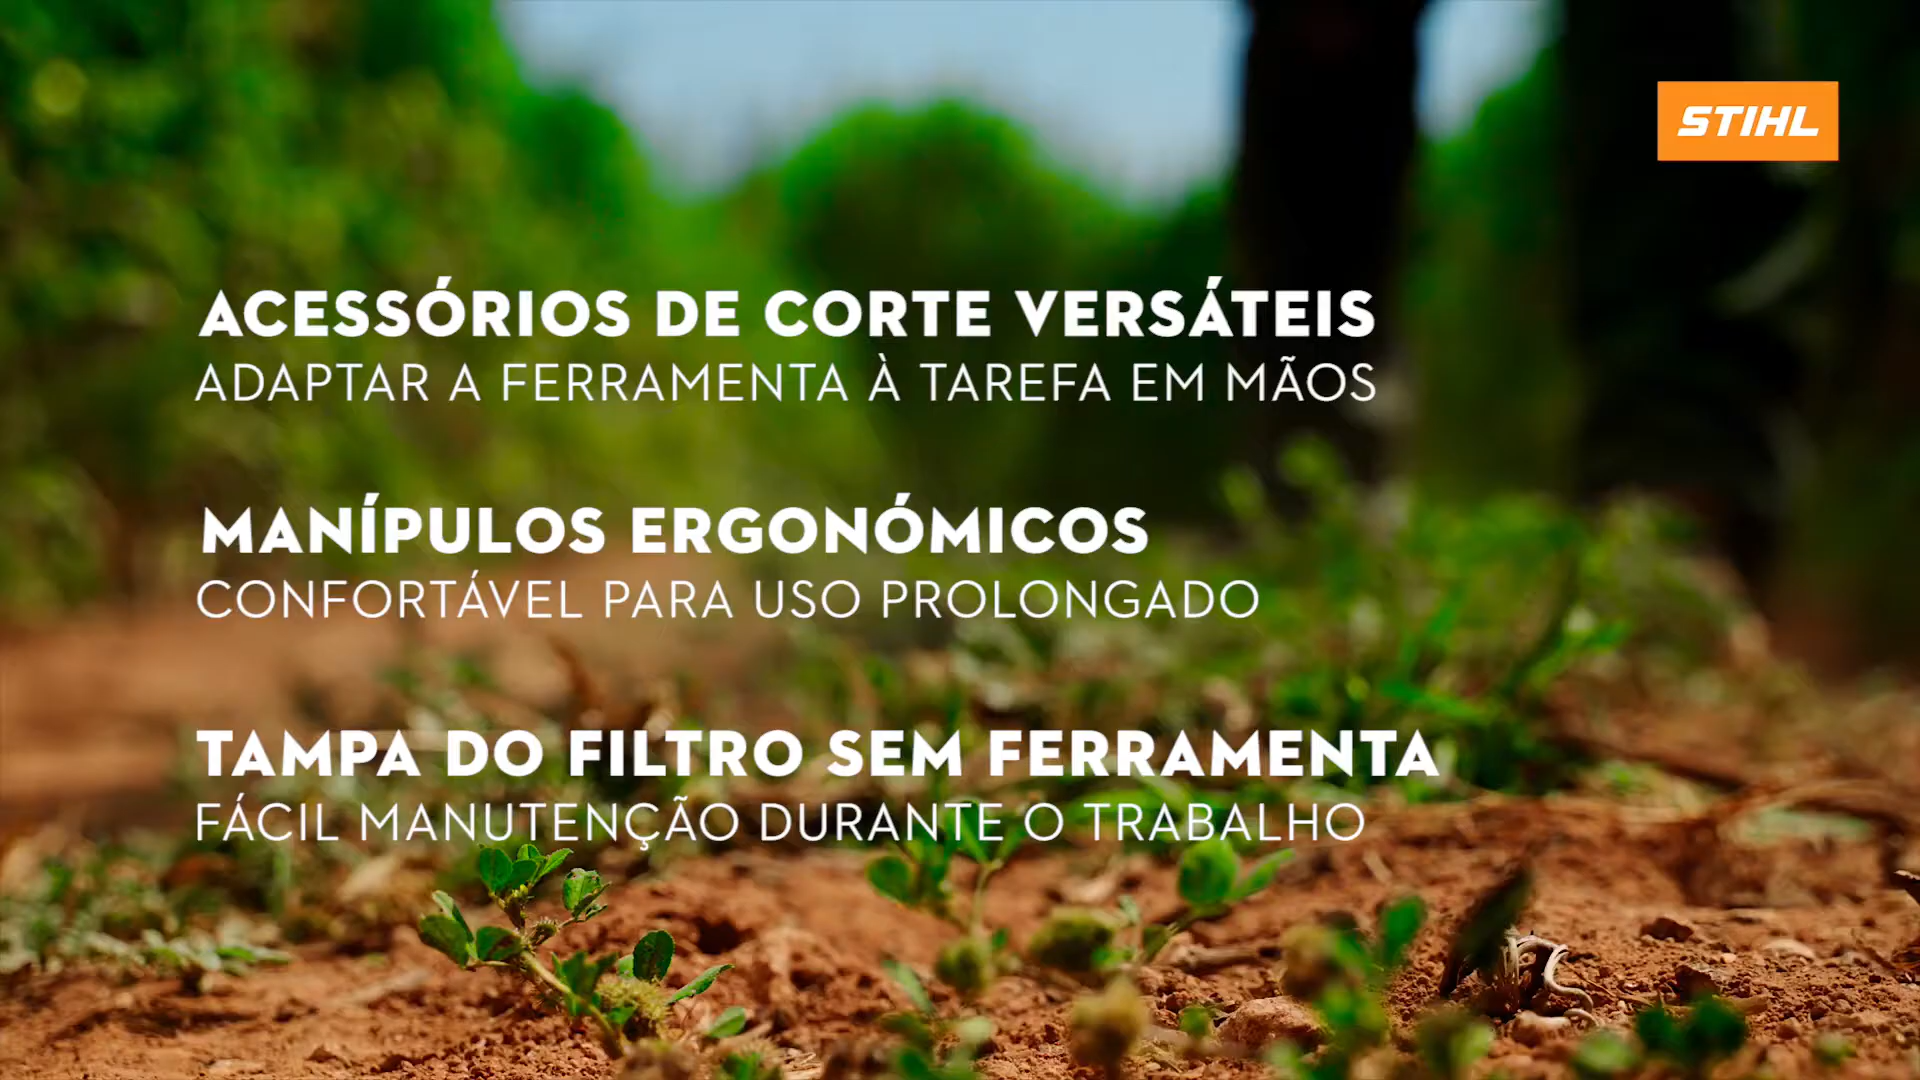 STIHL
ACESSÓRIOS DE CORTE VERSÁTEIS
ADAPTAR A FERRAMENTA À TAREFA EM MÃOS
MANÍPULOS ERGONÓMICOS
CONFORTÁVEL PARA USO PROLONGADO
TAMPA DO FILTRO SEM FERRAMENTA
FÁCIL MANUTENÇÃO DURANTE O TRABALHO